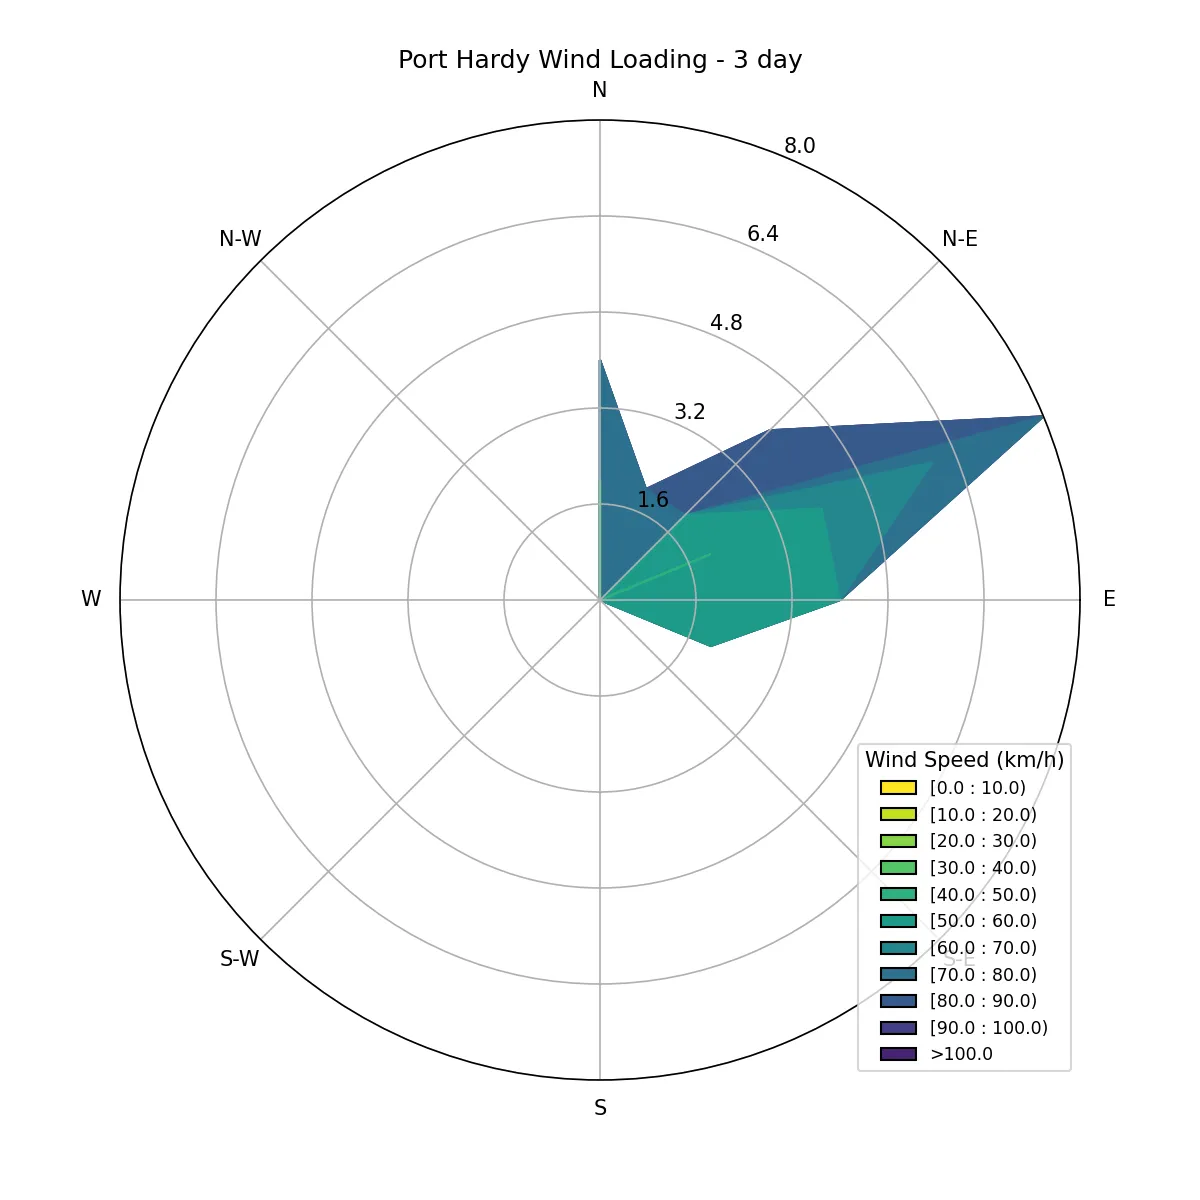 Port Hardy Wind Loading - 3 day
N
8.0
N-W
6.4
N-E
4.8
3.2
1.6
W
E
Wind Speed (km/h)
[0.0 : 10.0)
[10.0 : 20.0)
[20.0 : 30.0)
[30.0 : 40.0)
[40.0 : 50.0)
[50.0 : 60.0)
[60.0 : 70.0)
S-W
S-E
[70.0 : 80.0)
[80.0 : 90.0)
[90.0 : 100.0)
>100.0
S